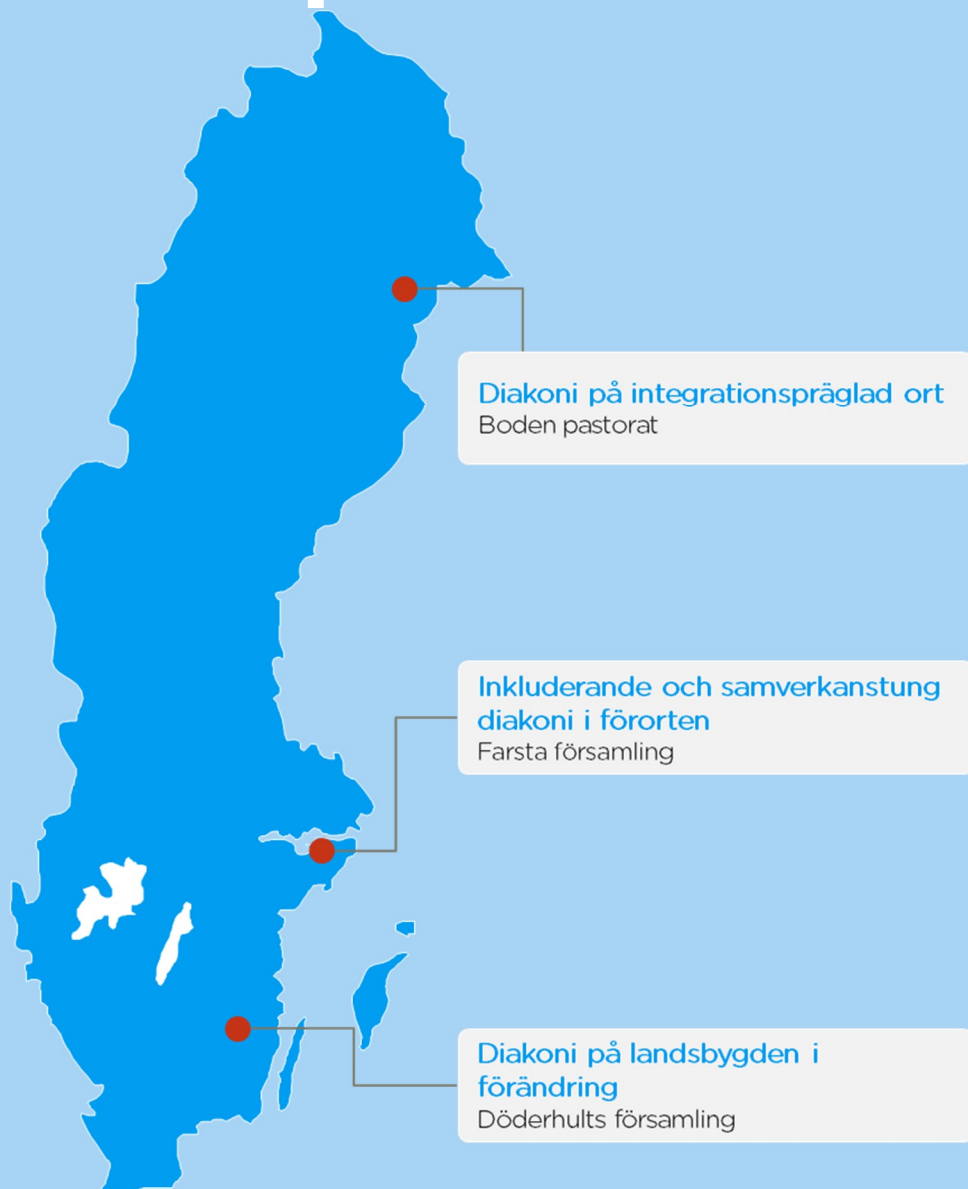 Diakoni på integrationspräglad ort
Boden pastorat
Inkluderande och samverkanstung
diakoni i förorten
Farsta församling
Diakoni på landsbygden i
förändring
Döderhults församling